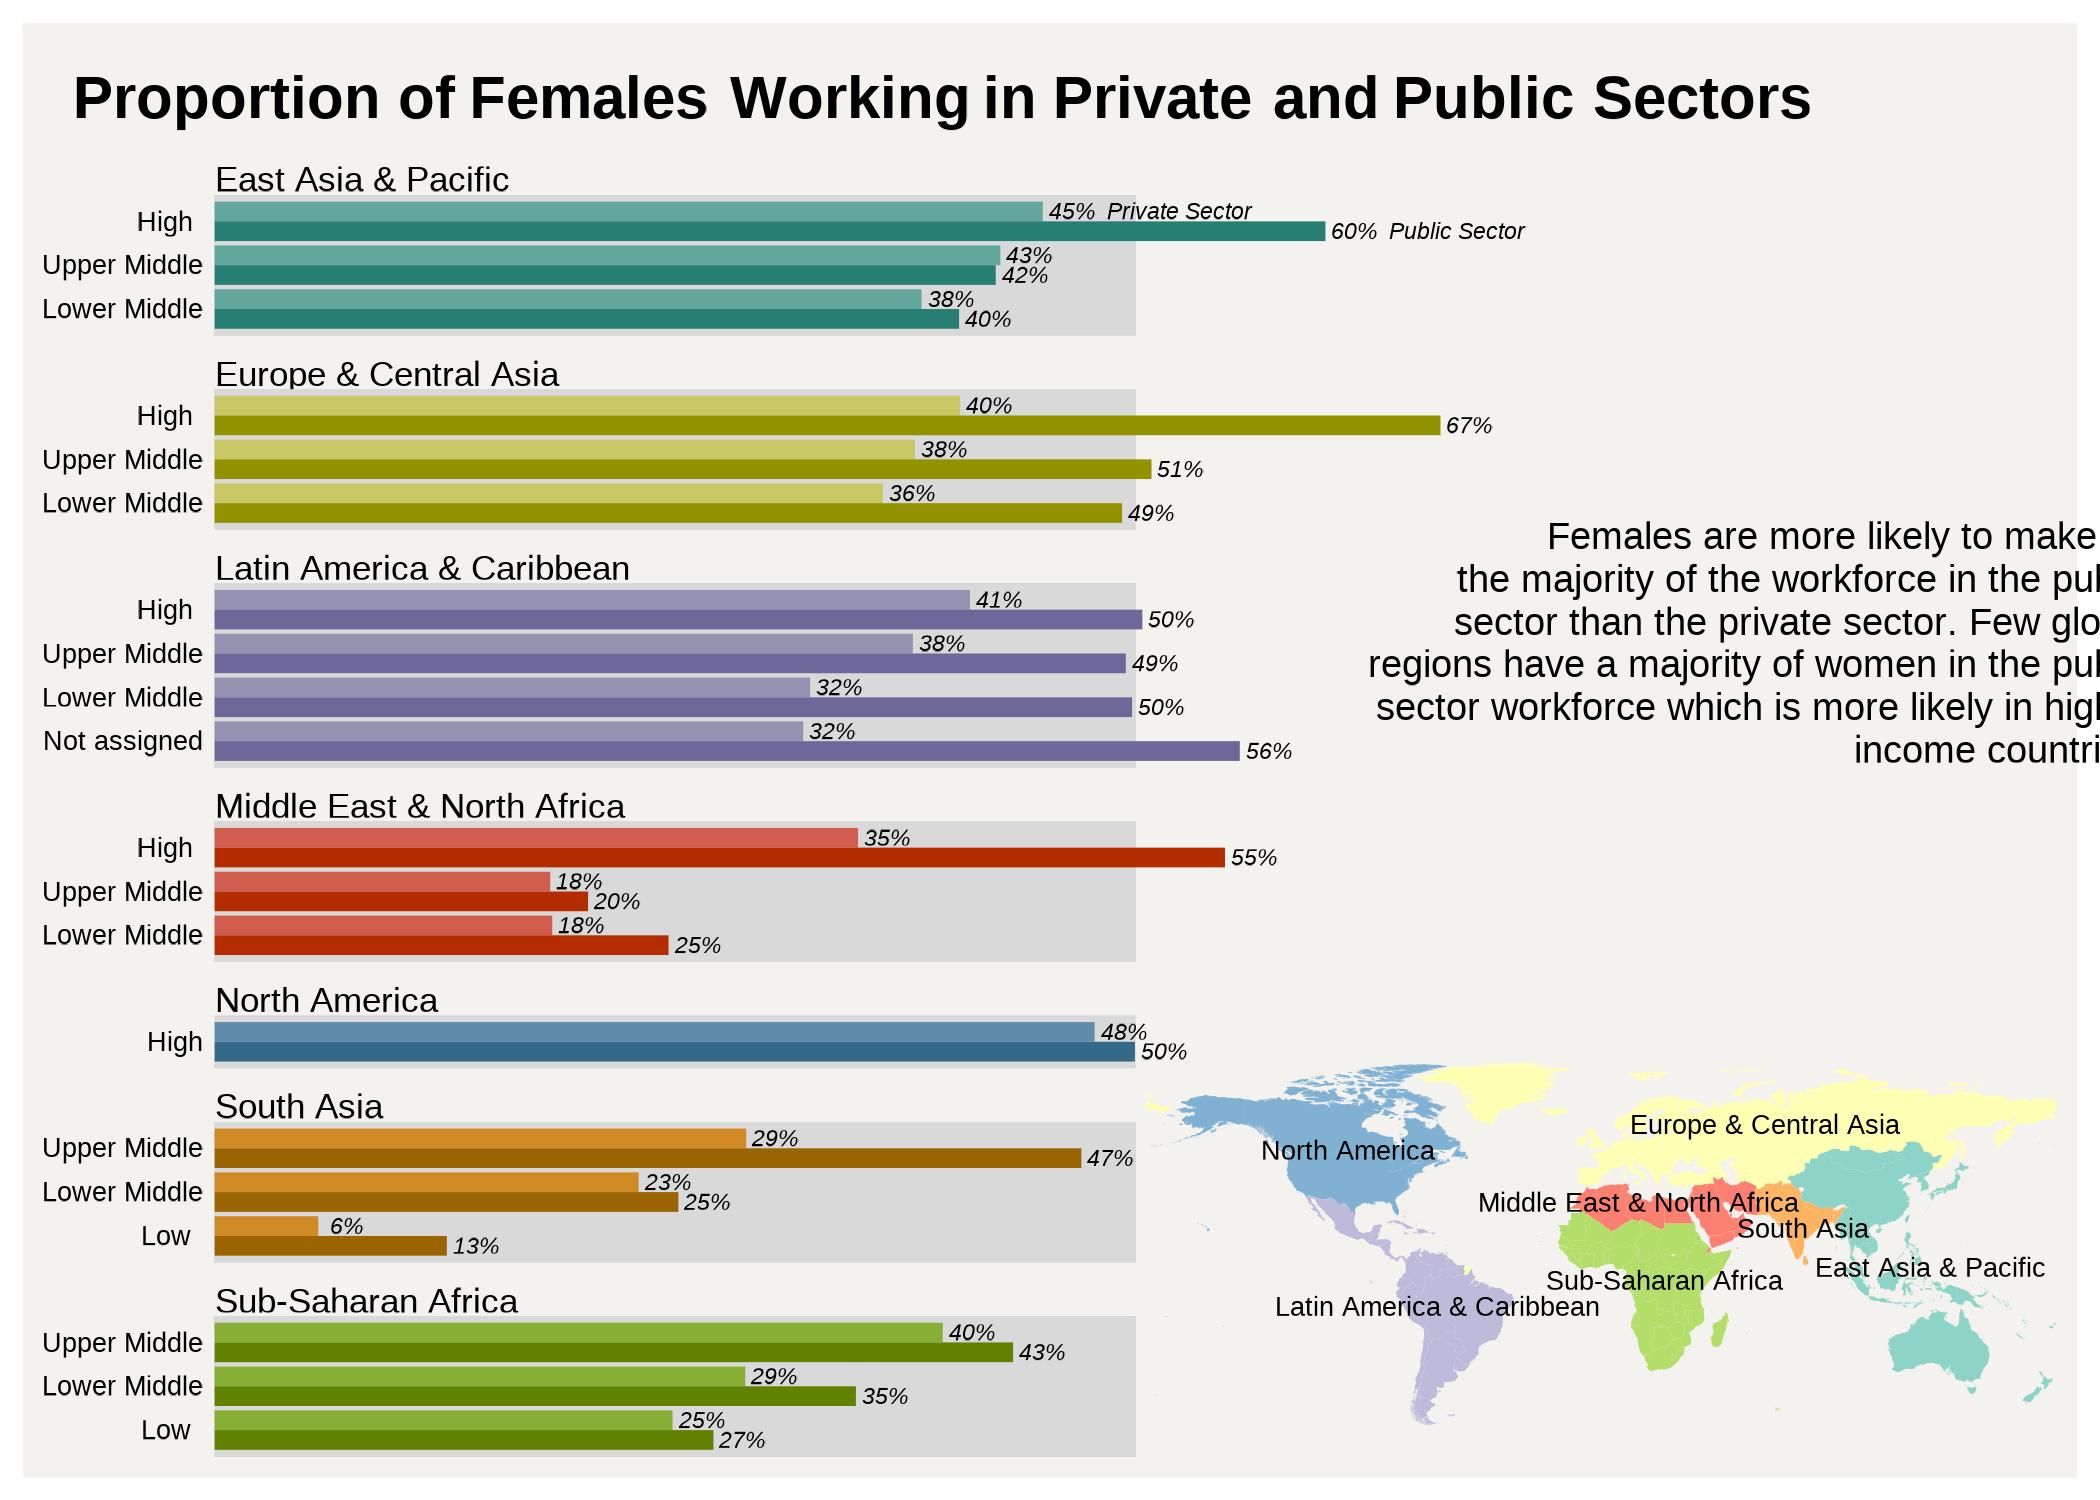 Proportion of Females Working in Private and Public Sectors
East Asia & Pacific
High 45% Private Sector
60% Public Sector
Upper Middle 43%
42%
Lower Middle 38%
40%
Europe & Central Asia
High 40%
67%
Upper Middle 38%
51%
Lower Middle 36%
49%
Latin America & Caribbean
High 41%
50%
Upper Middle 38%
49%
Lower Middle 32%
50%
Not assigned 32%
56%
Females are more likely to make
the majority of the workforce in the pu
sector than the private sector. Few glo
regions have a majority of women in the pu
sector workforce which is more likely in hig
income countri
Middle East & North Africa
High 35%
55%
Upper Middle 18%
20%
Lower Middle 18%
25%
North America
High 48%
50%
South Asia
Upper Middle 29%
47%
Lower Middle 23%
25%
Low 6%
13%
Sub-Saharan Africa
Upper Middle 40%
43%
Lower Middle 29%
35%
Low 25%
27%
Europe & Central Asia
North America
Middle East & North Africa
South Asia
East Asia & Pacific
Sub-Saharan Africa
Latin America & Caribbean